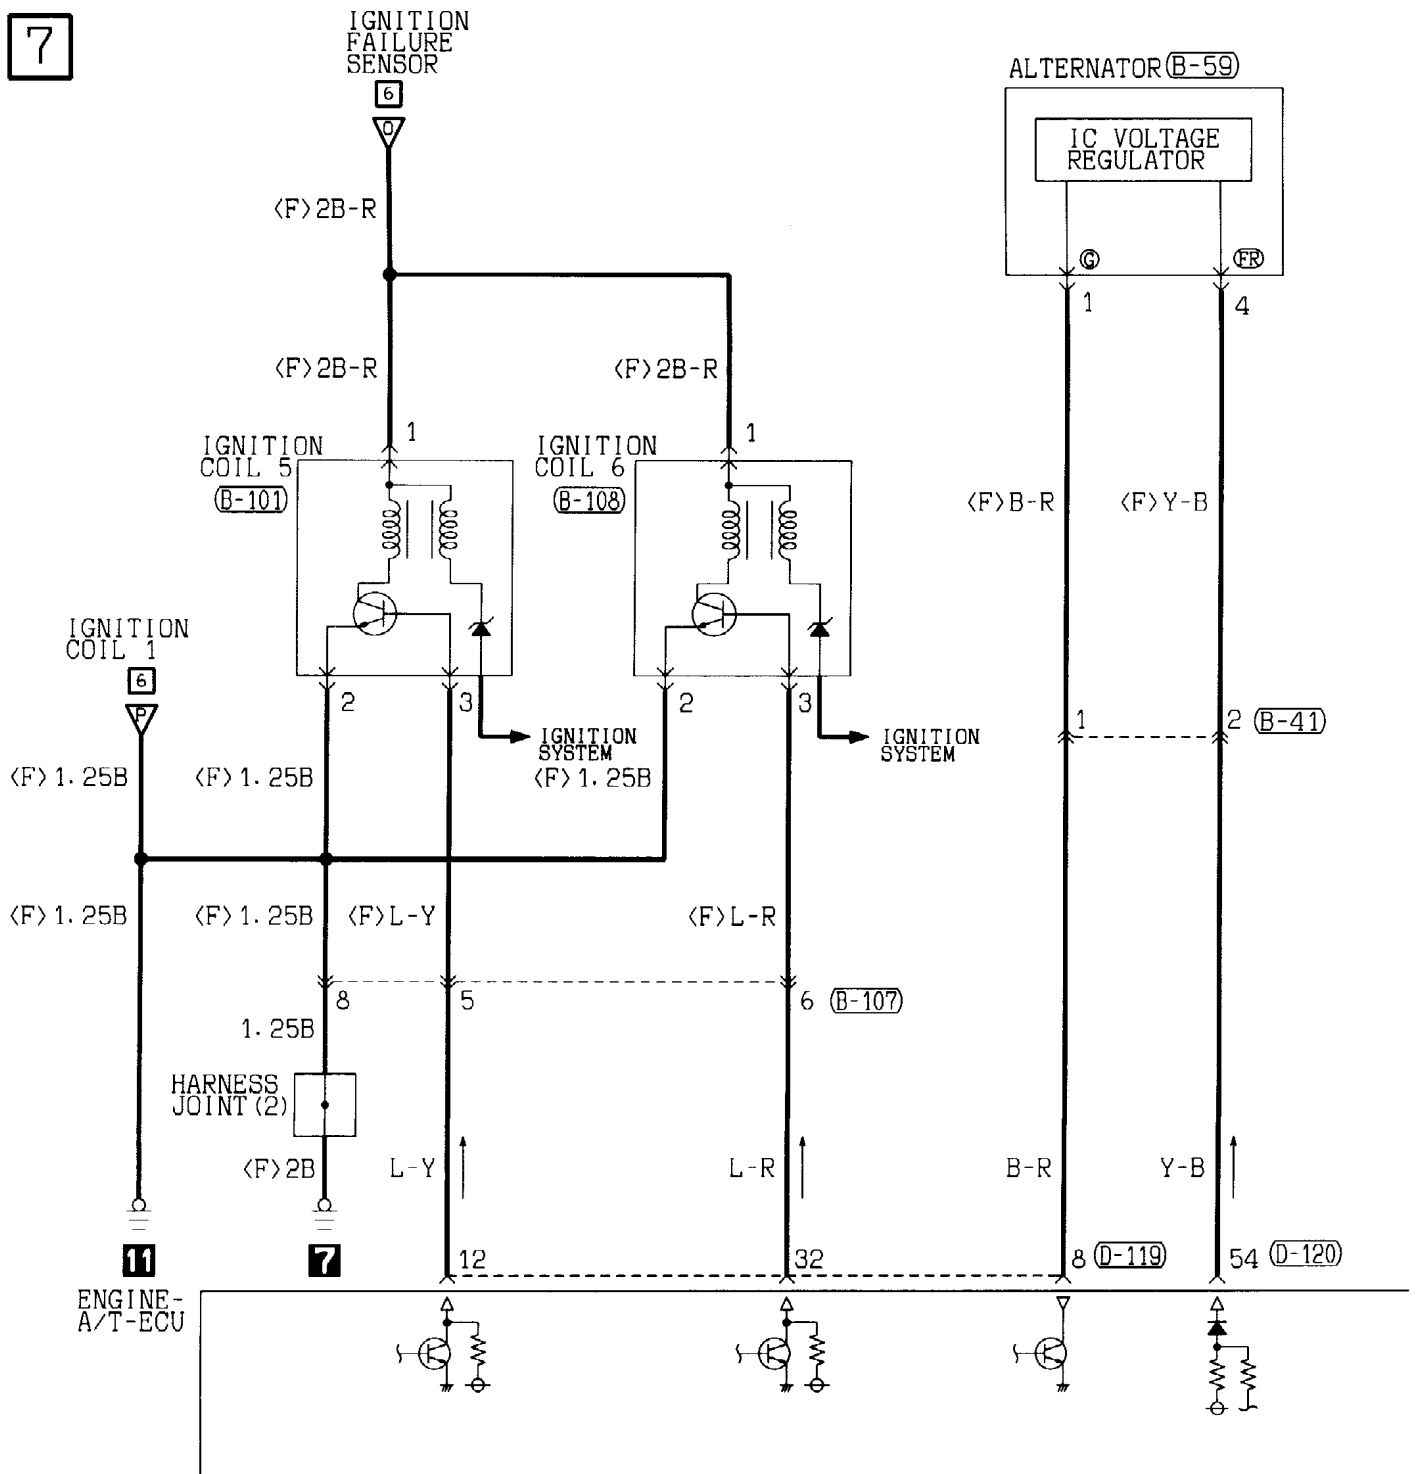 7
IGNITION
FAILURE
SENSOR
6
O
ALTERNATOR (B-59)
IC VOLTAGE
REGULATOR
<F>2B-R
G
FR
1
4
<F>2B-R
<F>2B-R
1
1
IGNITION
COIL 5
(B-101)
IGNITION
COIL 6
(B-108)
<F>B-R
<F>Y-B
IGNITION
COIL 1
6
P
2
3
2
3
1
2 (B-41)
IGNITION
SYSTEM
IGNITION
SYSTEM
<F>1.25B
<F>1.25B
<F>1.25B
<F>1.25B
<F>1.25B
<F>L-Y
<F>L-R
8
5
6 (B-107)
1.25B
HARNESS
JOINT(2)
<F>2B
L-Y
L-R
B-R
Y-B
11
7
12
32
8 (D-119)
54 (D-120)
ENGINE-
A/T-ECU